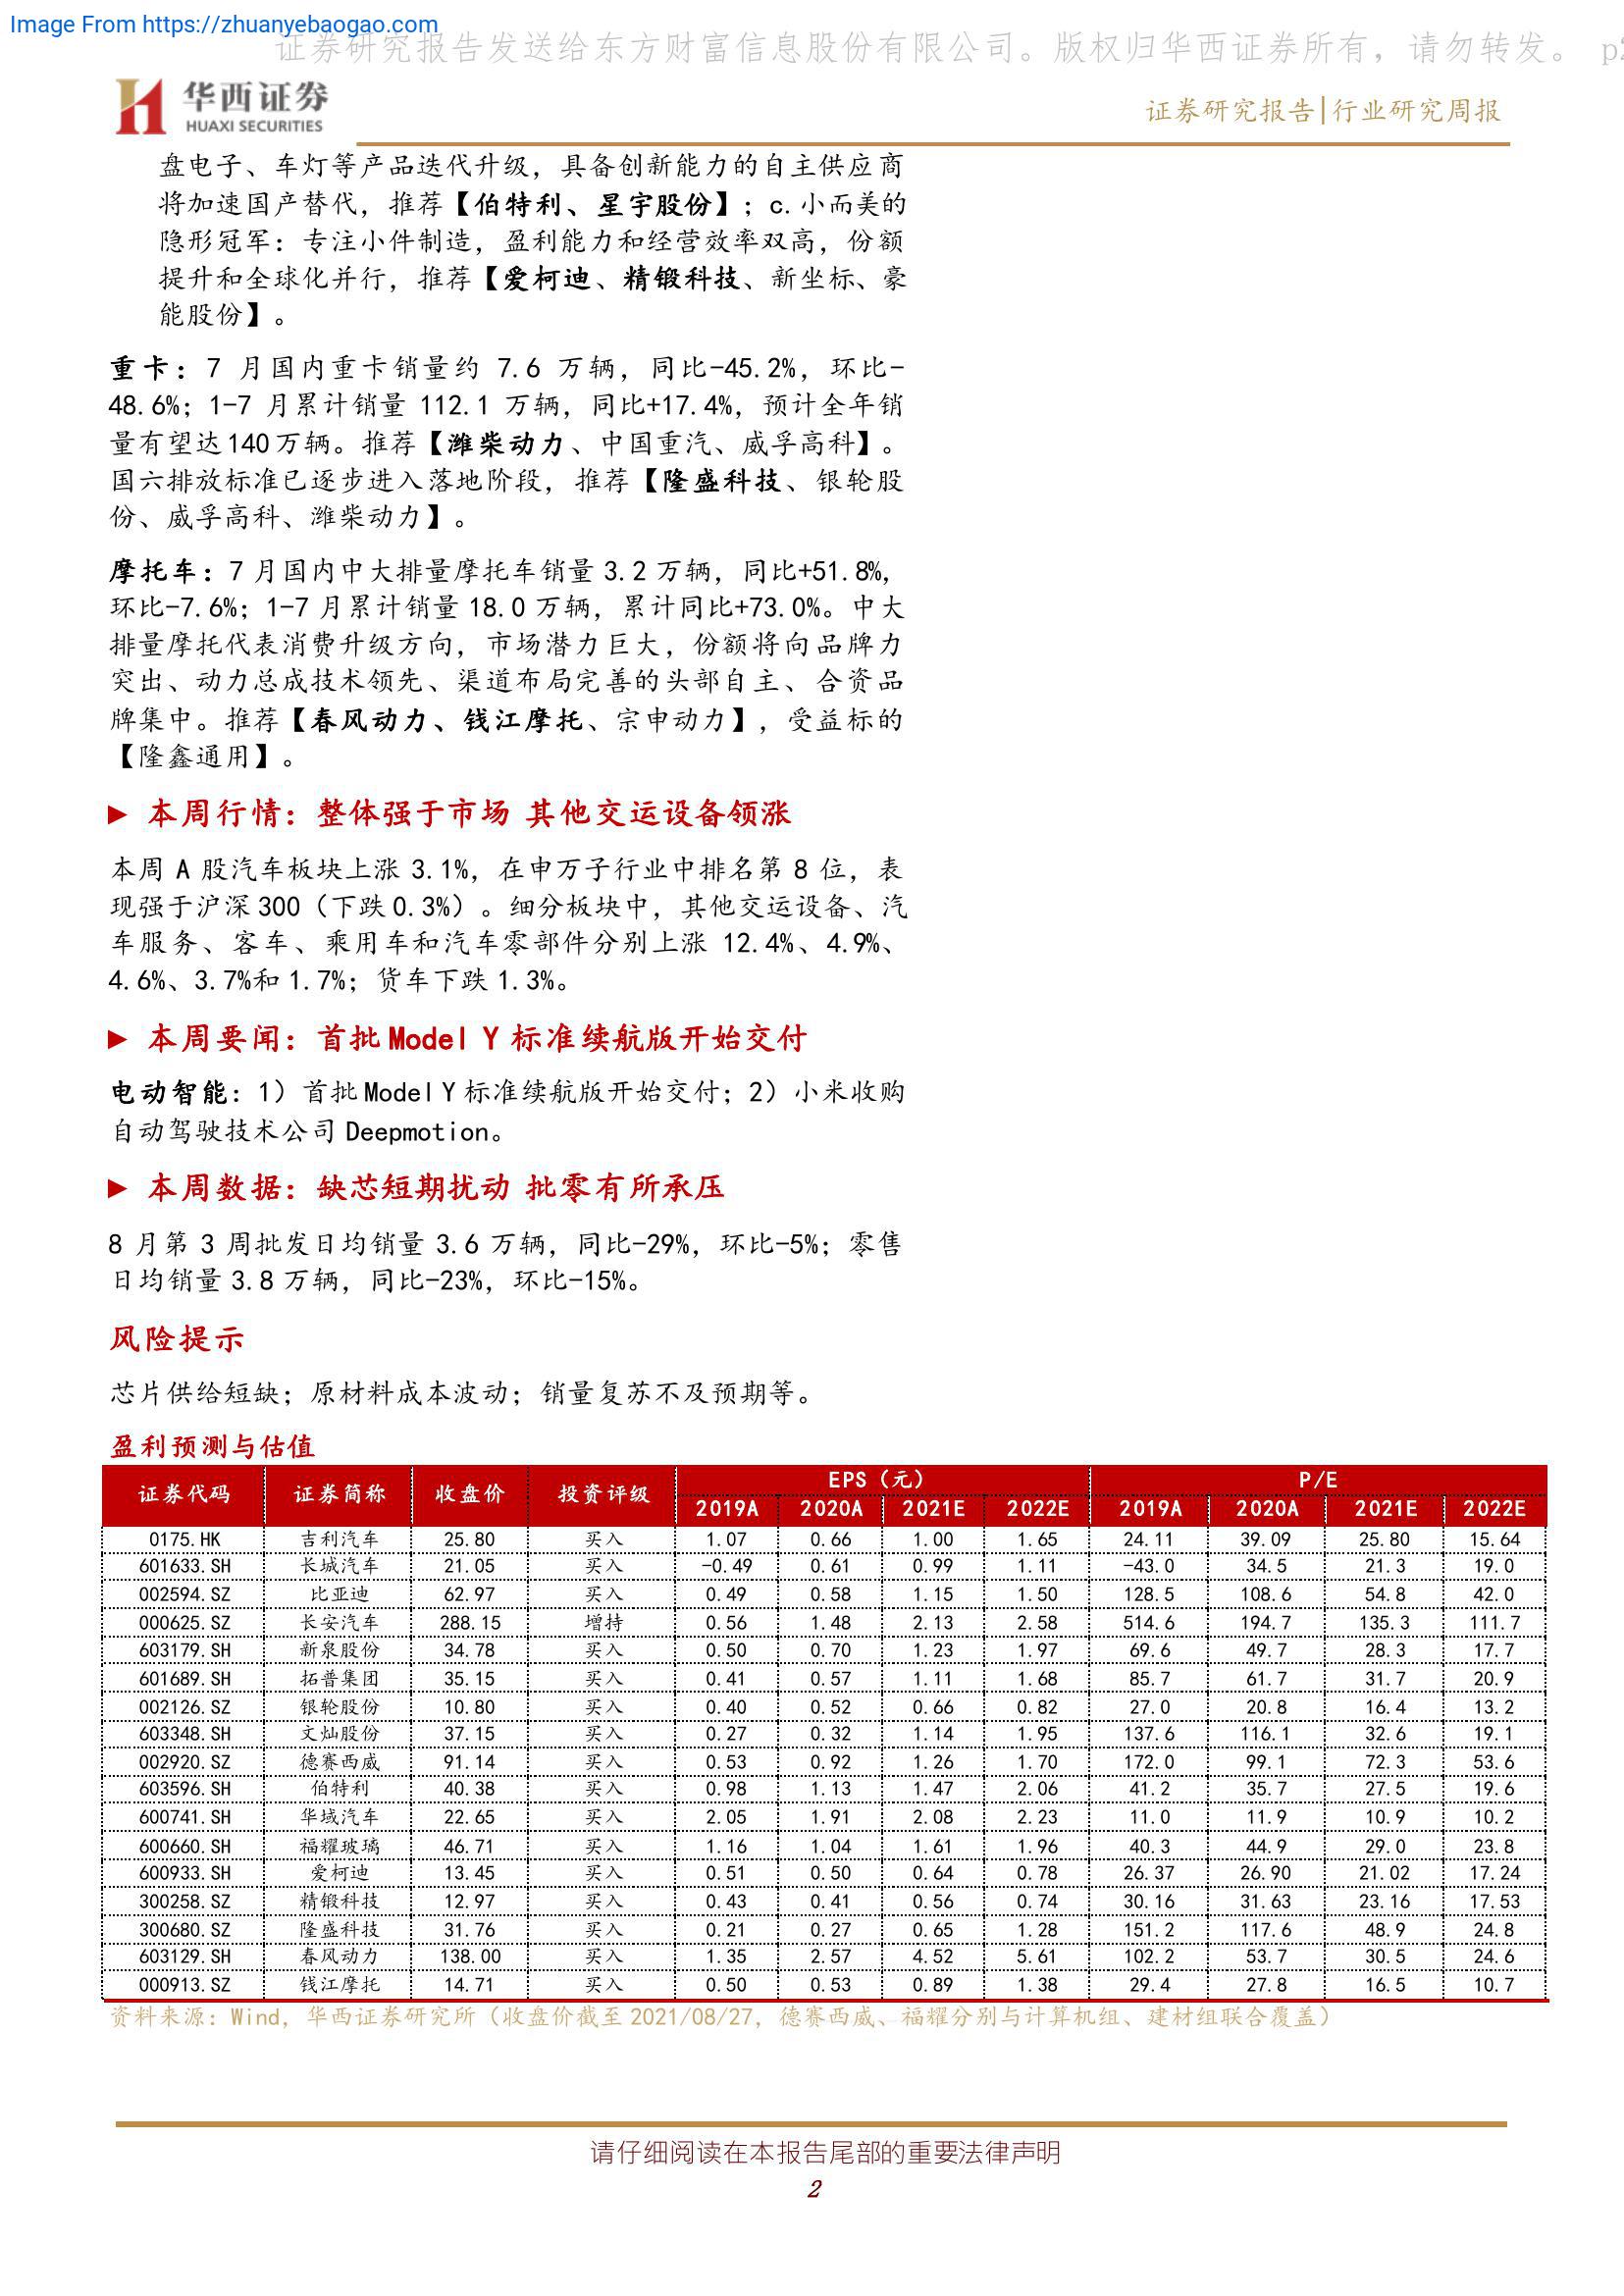 Image From https://zhuanyebaogao.com
证券研究报告发送给东方财富信息股份有限公司。版权归华西证券所有，请勿转发。 p2
华西证券
HUAXI SECURITIES
证券研究报告|行业研究周报
盘电子、车灯等产品迭代升级，具备创新能力的自主供应商
将加速国产替代，推荐【伯特利、星宇股份】；c.小而美的
隐形冠军：专注小件制造，盈利能力和经营效率双高，份额
提升和全球化并行，推荐【爱柯迪、精锻科技、新坐标、豪
能股份】。
重卡：7 月国内重卡销量约 7.6 万辆，同比-45.2%，环比-
48.6%；1-7 月累计销量 112.1 万辆，同比+17.4%，预计全年销
量有望达 140 万辆。推荐【潍柴动力、中国重汽、威孚高科】。
国六排放标准已逐步进入落地阶段，推荐【隆盛科技、银轮股
份、威孚高科、潍柴动力】。
摩托车：7 月国内中大排量摩托车销量 3.2 万辆，同比+51.8%，
环比-7.6%；1-7 月累计销量 18.0 万辆，累计同比+73.0%。中大
排量摩托代表消费升级方向，市场潜力巨大，份额将向品牌力
突出、动力总成技术领先、渠道布局完善的头部自主、合资品
牌集中。推荐【春风动力、钱江摩托、宗申动力】，受益标的
【隆鑫通用】。
► 本周行情：整体强于市场 其他交运设备领涨
本周 A 股汽车板块上涨 3.1%，在申万子行业中排名第 8 位，表
现强于沪深 300（下跌 0.3%）。细分板块中，其他交运设备、汽
车服务、客车、乘用车和汽车零部件分别上涨 12.4%、4.9%、
4.6%、3.7%和 1.7%；货车下跌 1.3%。
► 本周要闻：首批 Model Y 标准续航版开始交付
电动智能：1）首批 Model Y 标准续航版开始交付；2）小米收购
自动驾驶技术公司 Deepmotion。
► 本周数据：缺芯短期扰动 批零有所承压
8 月第 3 周批发日均销量 3.6 万辆，同比-29%，环比-5%；零售
日均销量 3.8 万辆，同比-23%，环比-15%。
风险提示
芯片供给短缺；原材料成本波动；销量复苏不及预期等。
盈利预测与估值
证券代码 证券简称 收盘价 投资评级 EPS（元） P/E
2019A 2020A 2021E 2022E 2019A 2020A 2021E 2022E
0175.HK 吉利汽车 25.80 买入 1.07 0.66 1.00 1.65 24.11 39.09 25.80 15.64
601633.SH 长城汽车 21.05 买入 -0.49 0.61 0.99 1.11 -43.0 34.5 21.3 19.0
002594.SZ 比亚迪 62.97 买入 0.49 0.58 1.15 1.50 128.5 108.6 54.8 42.0
000625.SZ 长安汽车 288.15 增持 0.56 1.48 2.13 2.58 514.6 194.7 135.3 111.7
603179.SH 新泉股份 34.78 买入 0.50 0.70 1.23 1.97 69.6 49.7 28.3 17.7
601689.SH 拓普集团 35.15 买入 0.41 0.57 1.11 1.68 85.7 61.7 31.7 20.9
002126.SZ 银轮股份 10.80 买入 0.40 0.52 0.66 0.82 27.0 20.8 16.4 13.2
603348.SH 文灿股份 37.15 买入 0.27 0.32 1.14 1.95 137.6 116.1 32.6 19.1
002920.SZ 德赛西威 91.14 买入 0.53 0.92 1.26 1.70 172.0 99.1 72.3 53.6
603596.SH 伯特利 40.38 买入 0.98 1.13 1.47 2.06 41.2 35.7 27.5 19.6
600741.SH 华域汽车 22.65 买入 2.05 1.91 2.08 2.23 11.0 11.9 10.9 10.2
600660.SH 福耀玻璃 46.71 买入 1.16 1.04 1.61 1.96 40.3 44.9 29.0 23.8
600933.SH 爱柯迪 13.45 买入 0.51 0.50 0.64 0.78 26.37 26.90 21.02 17.24
300258.SZ 精锻科技 12.97 买入 0.43 0.41 0.56 0.74 30.16 31.63 23.16 17.53
300680.SZ 隆盛科技 31.76 买入 0.21 0.27 0.65 1.28 151.2 117.6 48.9 24.8
603129.SH 春风动力 138.00 买入 1.35 2.57 4.52 5.61 102.2 53.7 30.5 24.6
000913.SZ 钱江摩托 14.71 买入 0.50 0.53 0.89 1.38 29.4 27.8 16.5 10.7
资料来源：Wind，华西证券研究所（收盘价截至 2021/08/27，德赛西威、福耀分别与计算机组、建材组联合覆盖）
请仔细阅读在本报告尾部的重要法律声明
2